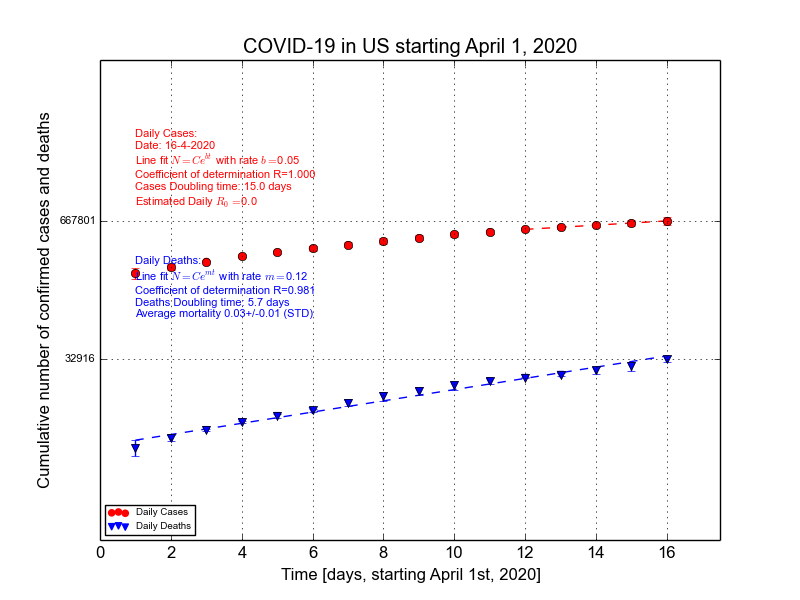 COVID-19 in US starting April 1, 2020
Cumulative number of confirmed cases and deaths
Daily Cases:
Date: 16-4-2020
Line fit N = Ce^{bt} with rate b =0.05
Coefficient of determination R=1.000
Cases Doubling time: 15.0 days
Estimated Daily R_0 =0.0
667801
Daily Deaths:
Line fit N = Ce^{mt} with rate m =0.12
Coefficient of determination R=0.981
Deaths Doubling time: 5.7 days
Average mortality 0.03+/-0.01 (STD)
32916
Daily Cases
Daily Deaths
0 2 4 6 8 10 12 14 16
Time [days, starting April 1st, 2020]